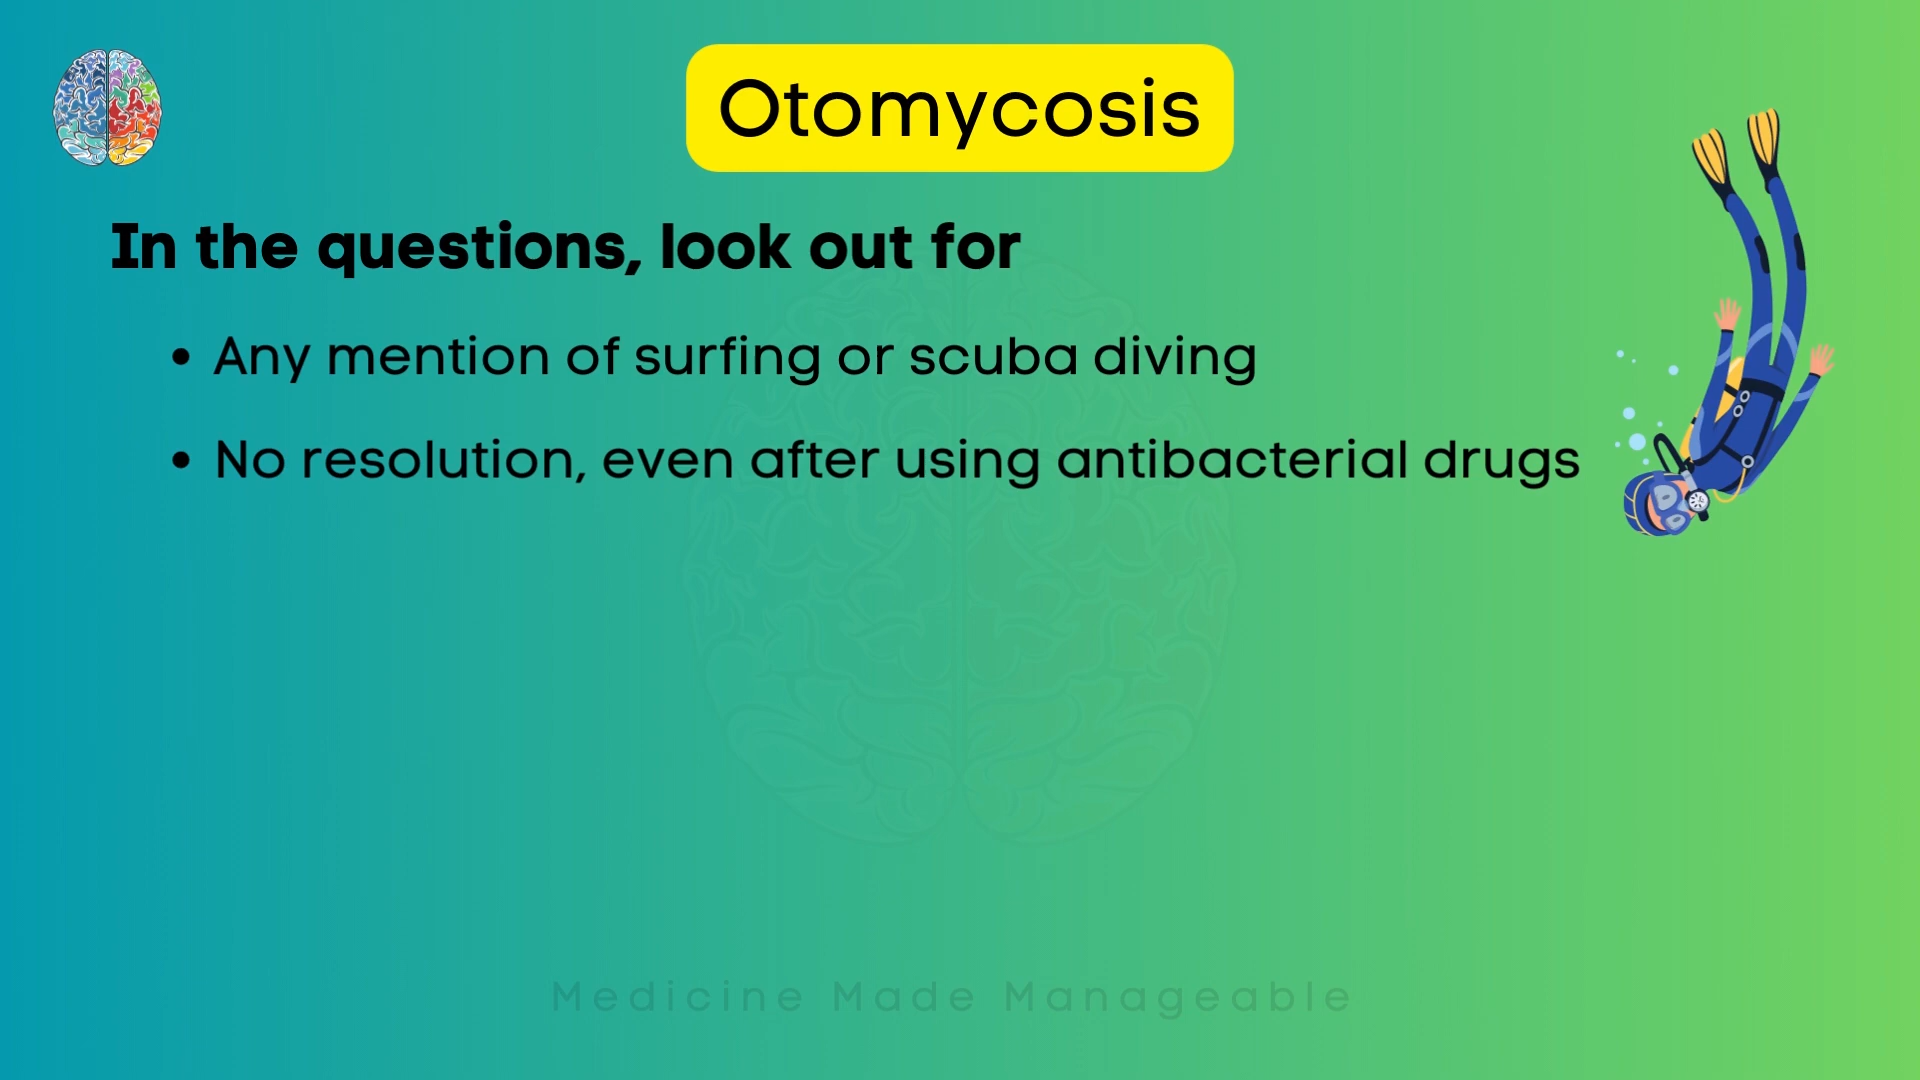 Otomycosis
In the questions, look out for
• Any mention of surfing or scuba diving
• No resolution, even after using antibacterial drugs
Medicine Made Manageable